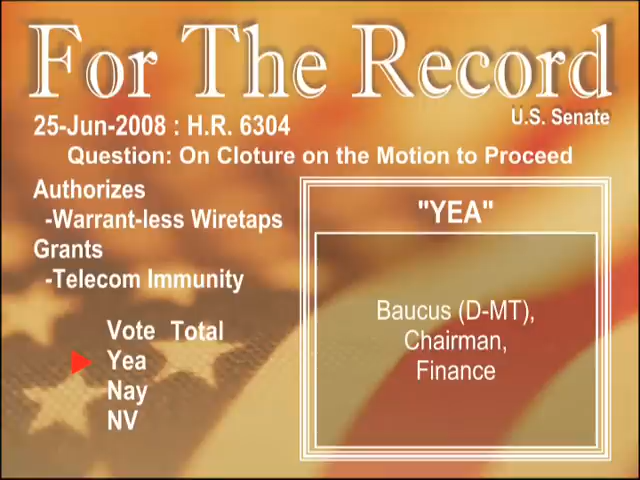 For The Record
U.S. Senate
25-Jun-2008 : H.R. 6304
Question: On Cloture on the Motion to Proceed
Authorizes
-Warrant-less Wiretaps
Grants
-Telecom Immunity
Vote Total
Yea
Nay
NV
"YEA"
Baucus (D-MT),
Chairman,
Finance